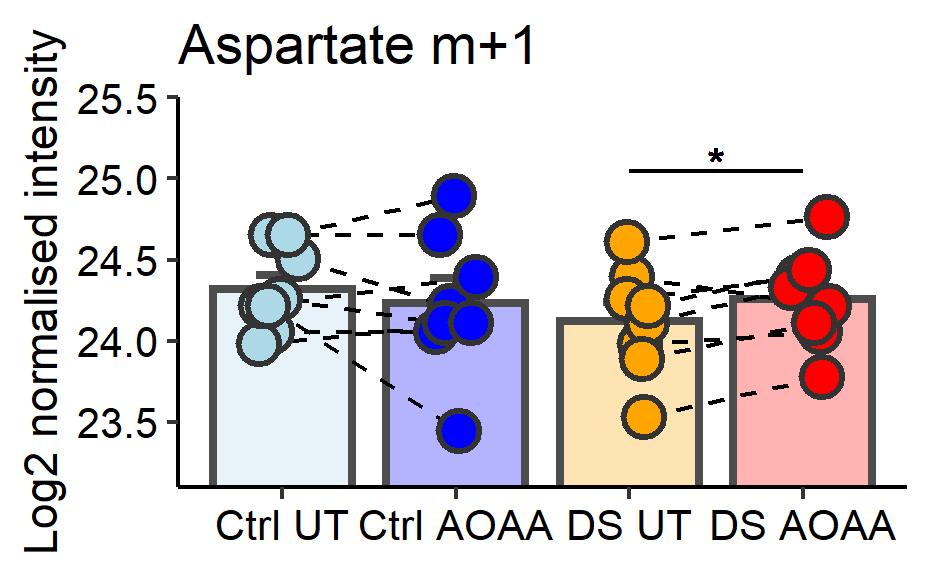 Aspartate m+1
Log2 normalised intensity
25.5
25.0
24.5
24.0
23.5
*
Ctrl UT Ctrl AOAA DS UT DS AOAA